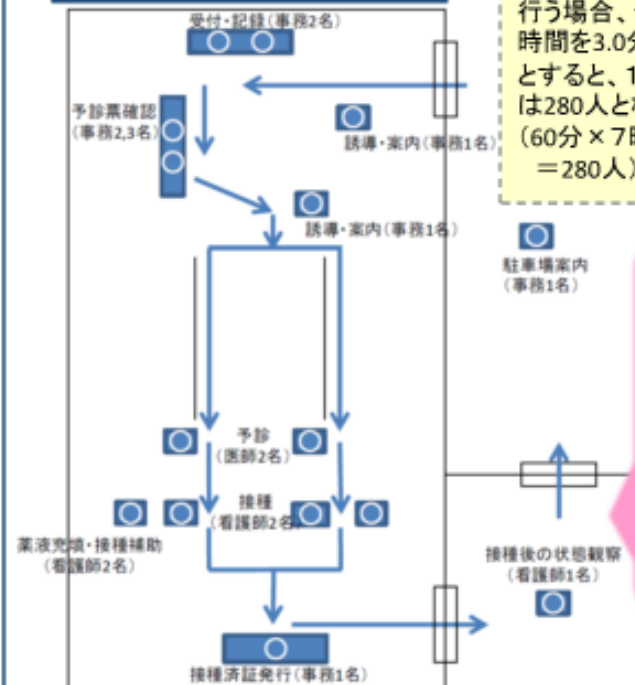 受付・記録(事務2名)
行う場合、
時間を3.0分
とすると、1
は280人と
(60分×7時
=280人)
予診票確認
(事務2,3名)
誘導・案内(事務1名)
誘導・案内(事務1名)
駐車場案内
(事務1名)
予診
(医師2名)
接種
(看護師2名
薬液充填・接種補助
(看護師2名)
接種後の状態観察
(看護師1名)
接種済証発行(事務1名)